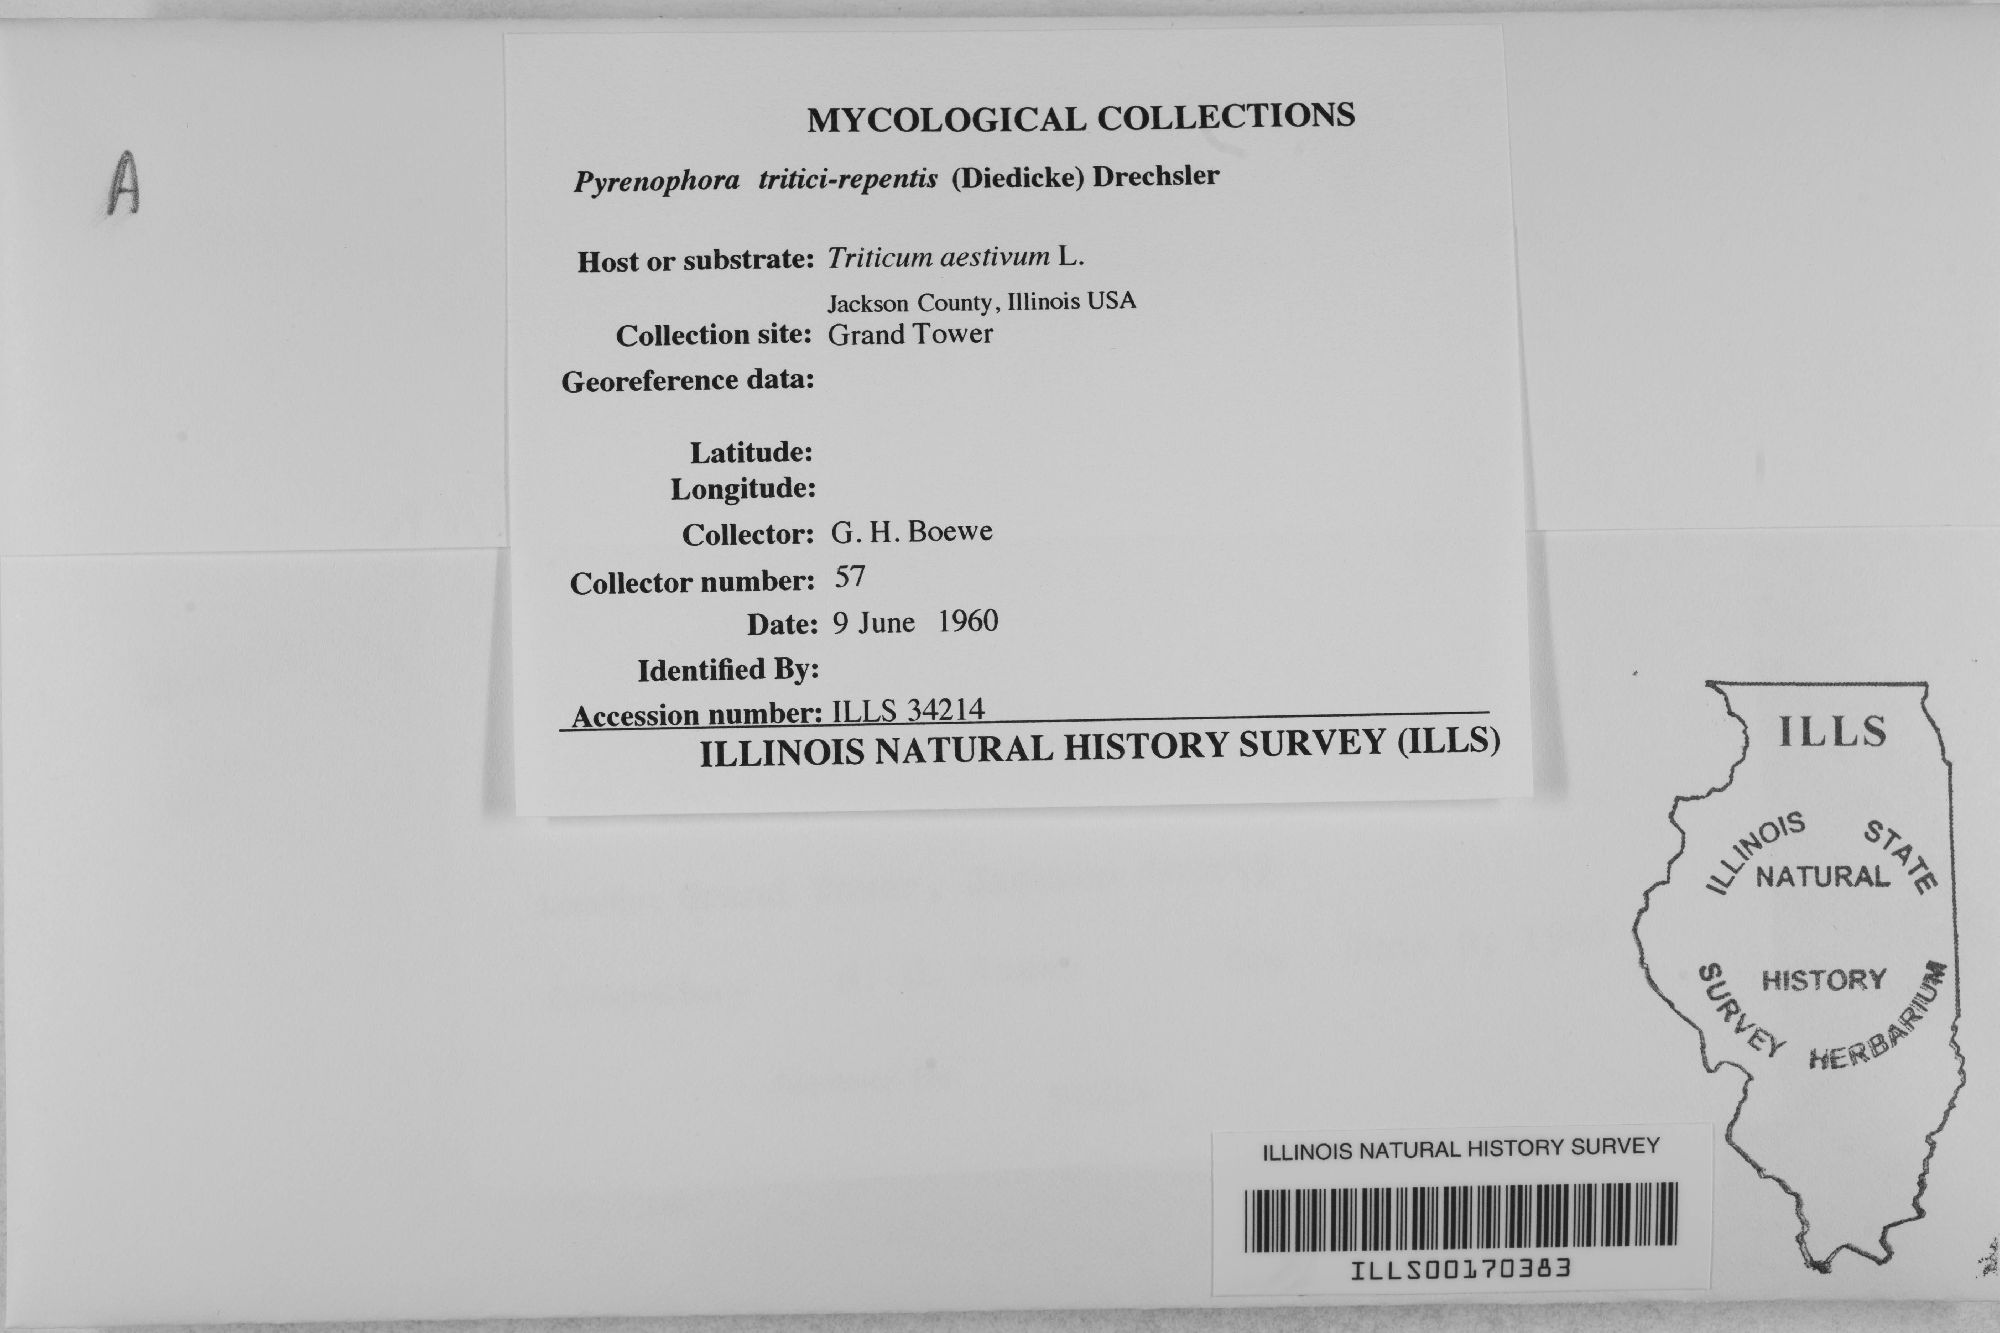 A
MYCOLOGICAL COLLECTIONS
Pyrenophora tritici-repentis (Diedicke) Drechsler
Host or substrate: Triticum aestivum L.
Jackson County, Illinois USA
Collection site: Grand Tower
Georeference data:
Latitude:
Longitude:
Collector: G. H. Boewe
Collector number: 57
Date: 9 June 1960
Identified By:
Accession number: ILLS 34214
ILLINOIS NATURAL HISTORY SURVEY (ILLS)
ILLS
ILLINOIS STATE
NATURAL
HISTORY
SURVEY HERBARIUM
ILLINOIS NATURAL HISTORY SURVEY
ILLS00170383